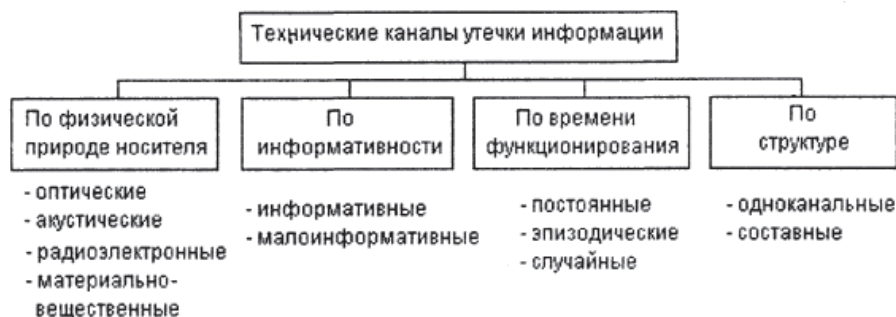 Технические каналы утечки информации
По физической
природе носителя
- оптические
- акустические
- радиоэлектронные
- материально-
вещественные
По
информативности
- информативные
- малоинформативные
По времени
функционирования
- постоянные
- эпизодические
- случайные
По
структуре
- одноканальные
- составные